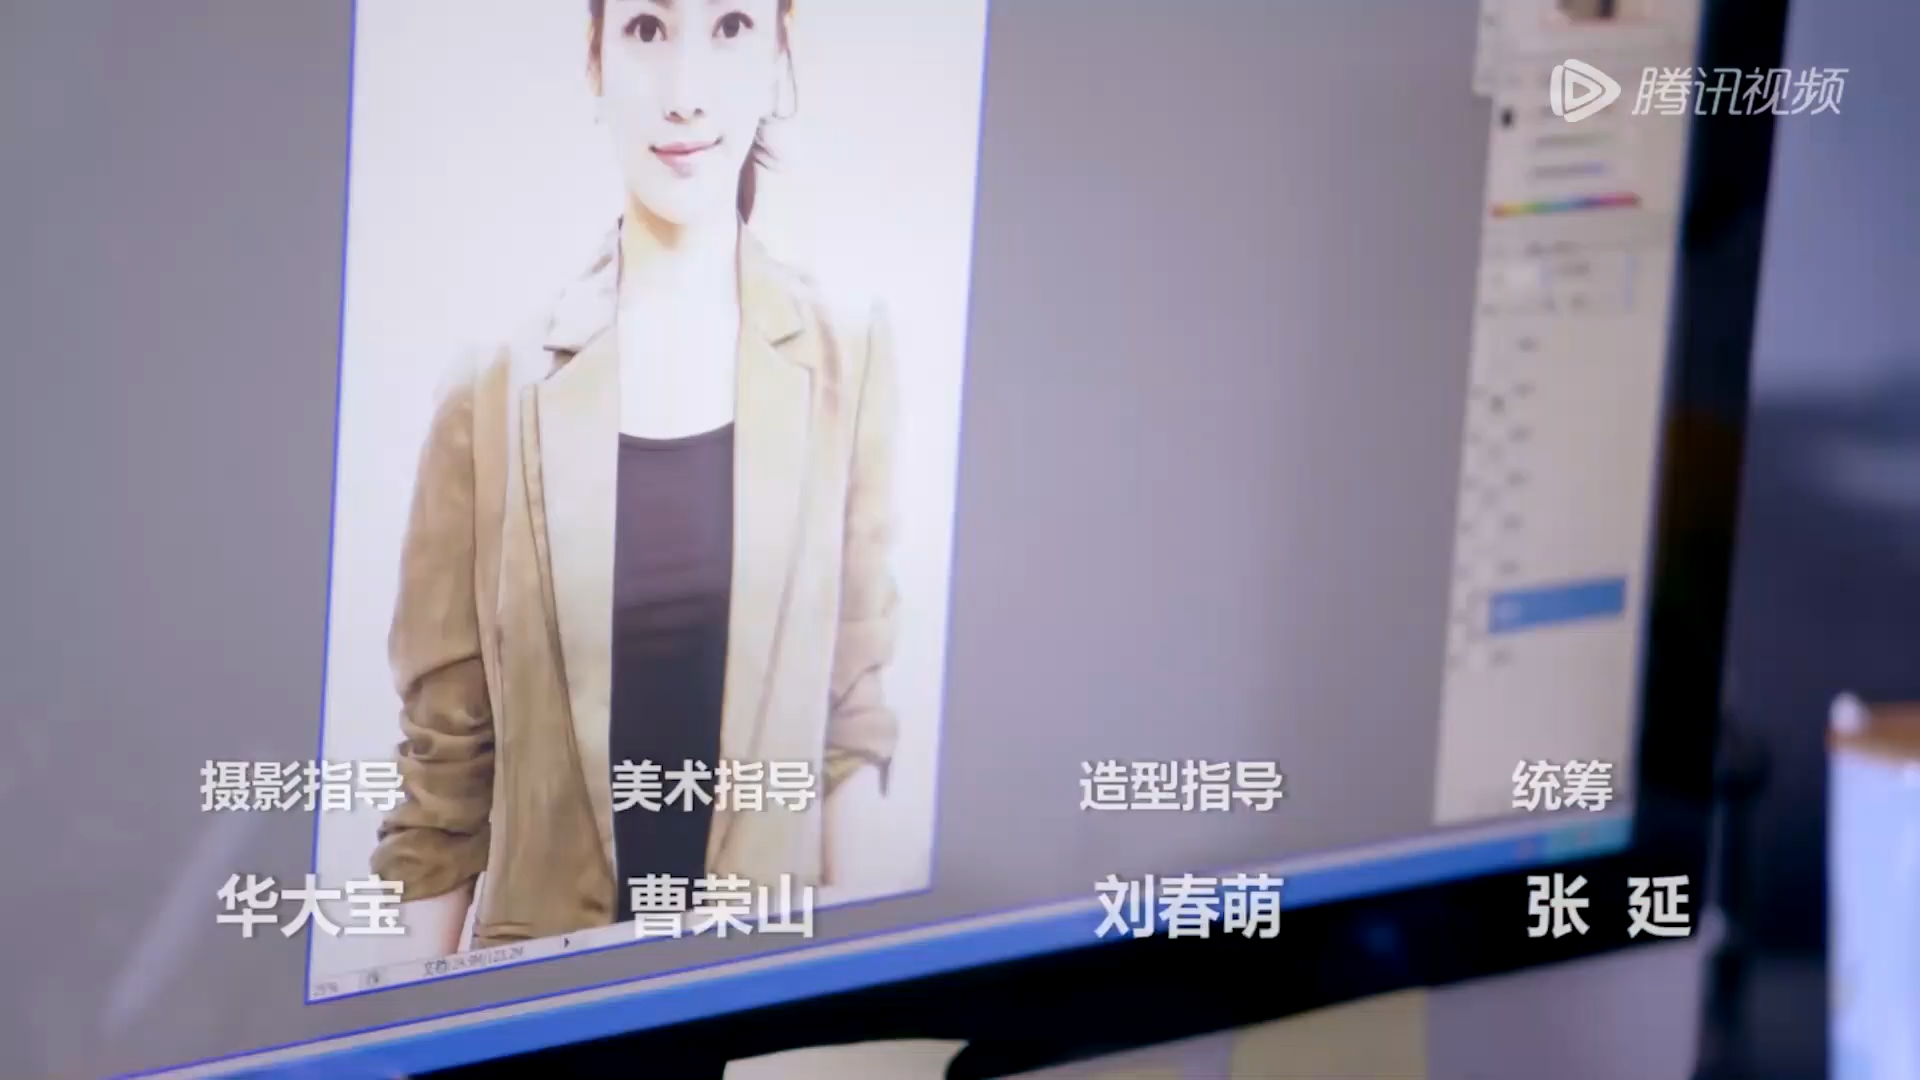 腾讯视频
摄影指导 美术指导 造型指导 统筹
华大宝 曹荣山 刘春萌 张 延
25%